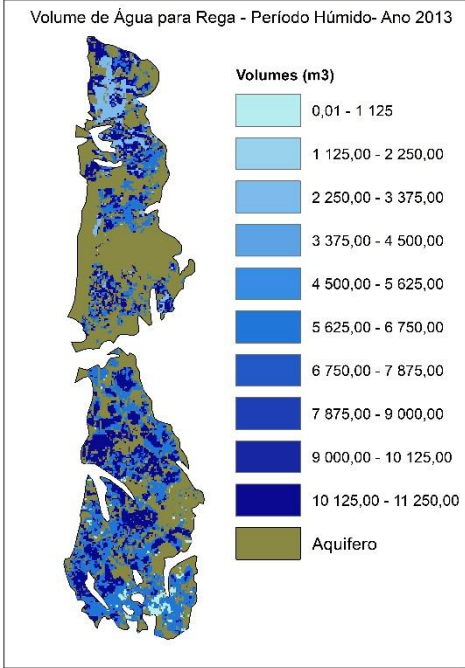 Volume de Água para Rega - Período Húmido- Ano 2013
Volumes (m3)
0,01 - 1 125
1 125,00 - 2 250,00
2 250,00 - 3 375,00
3 375,00 - 4 500,00
4 500,00 - 5 625,00
5 625,00 - 6 750,00
6 750,00 - 7 875,00
7 875,00 - 9 000,00
9 000,00 - 10 125,00
10 125,00 - 11 250,00
Aquifero